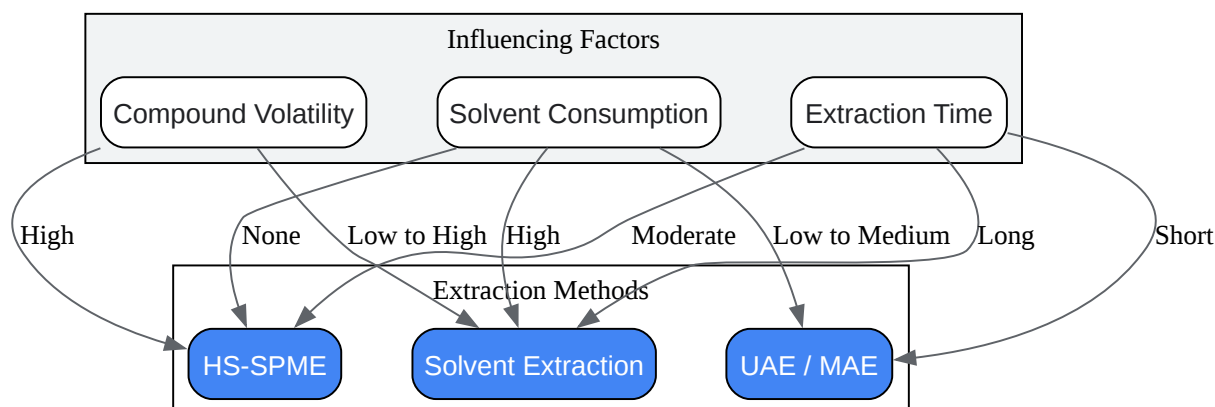 Influencing Factors
Compound Volatility
Solvent Consumption
Extraction Time
High
None
Low to High
High
Moderate
Low to Medium
Long
Short
Extraction Methods
HS-SPME
Solvent Extraction
UAE / MAE